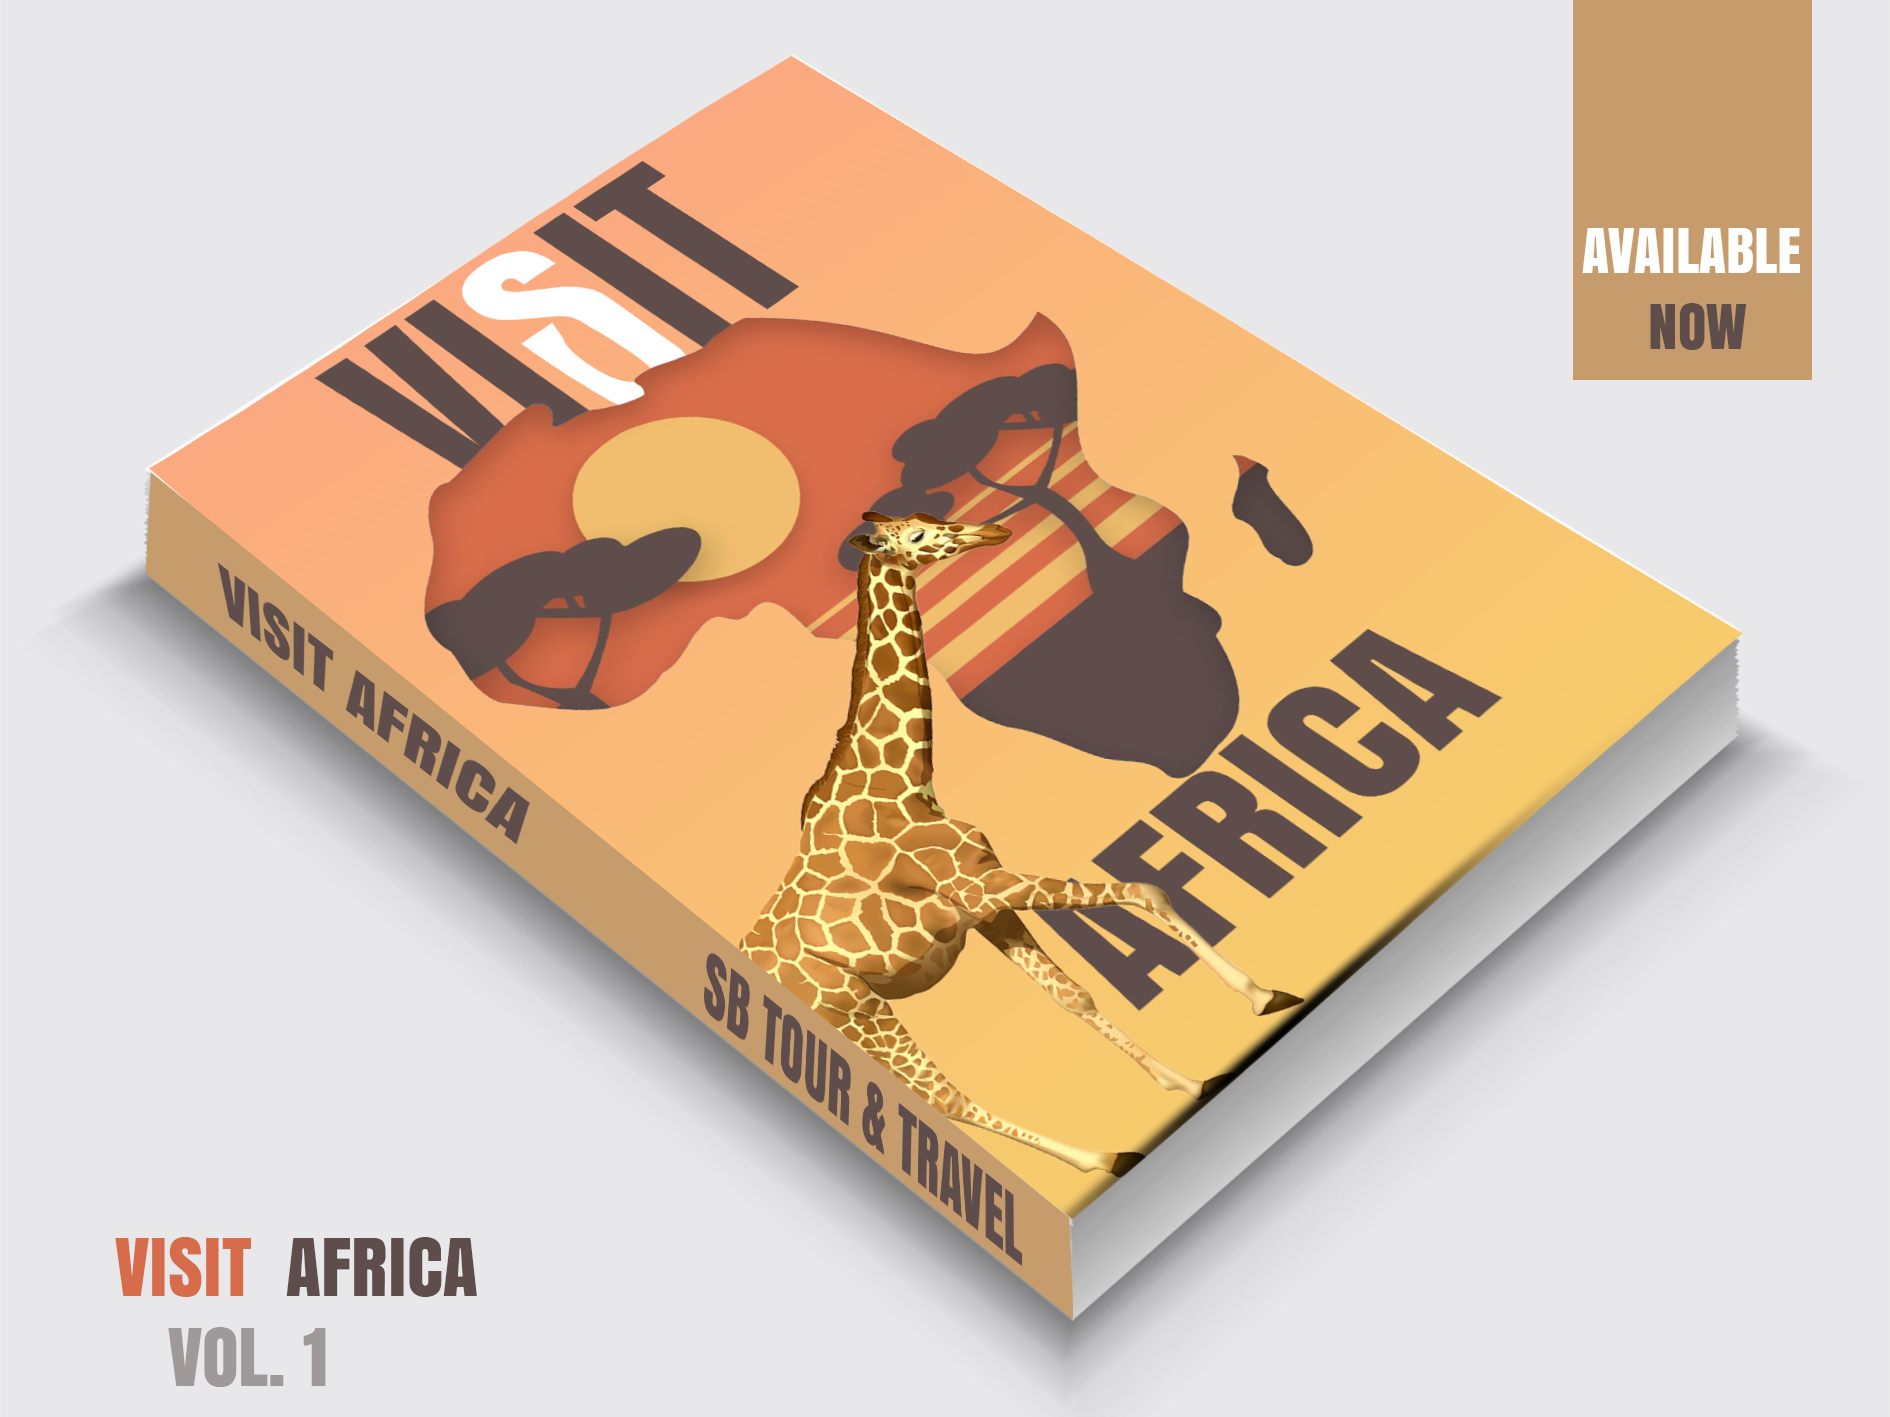 VISIT
AFRICA
VISIT AFRICA
SB TOUR & TRAVEL
AVAILABLE
NOW
VISIT AFRICA
VOL. 1